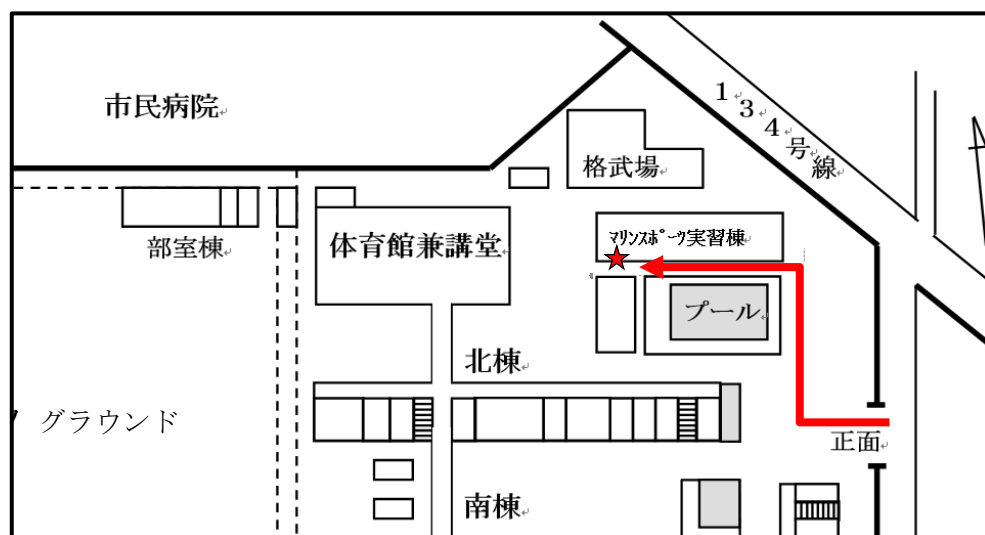 市民病院
134号線
格武場
部室棟
体育館兼講堂
マリンスポーツ実習棟
プール
北棟
グラウンド
正面
南棟